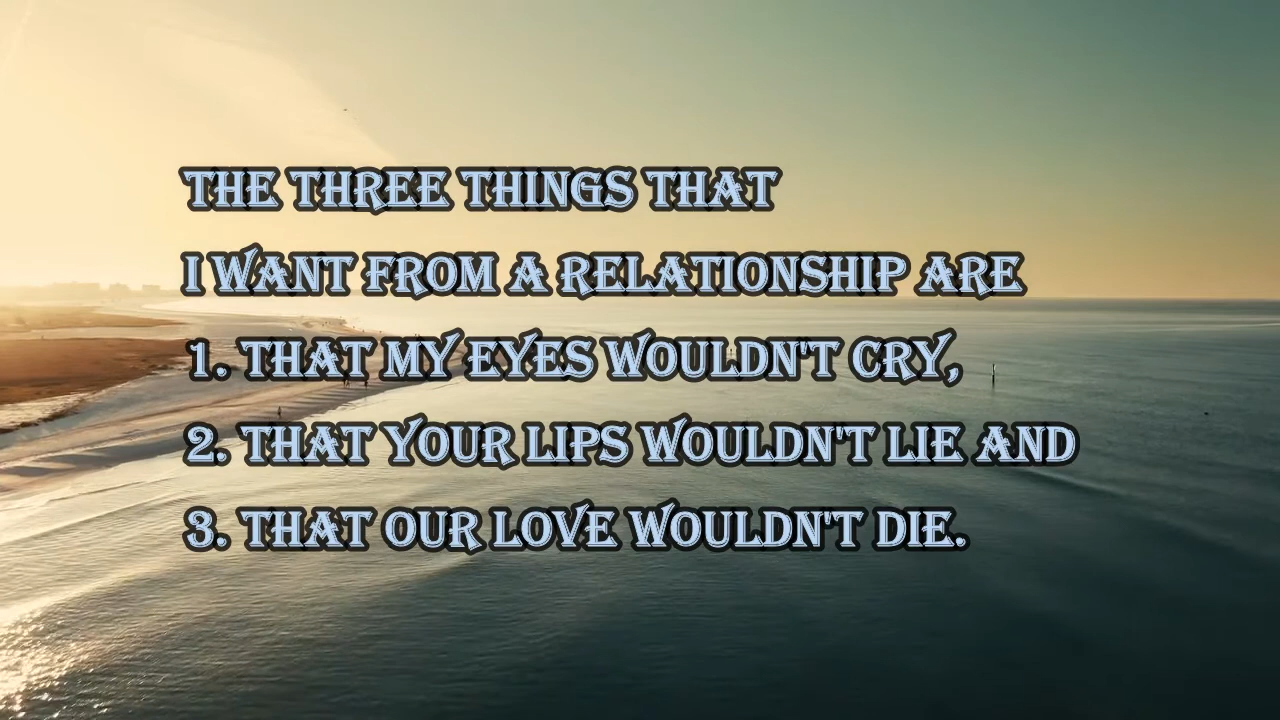 THE THREE THINGS THAT
I WANT FROM A RELATIONSHIP ARE
1. THAT MY EYES WOULDN'T CRY,
2. THAT YOUR LIPS WOULDN'T LIE AND
3. THAT OUR LOVE WOULDN'T DIE.